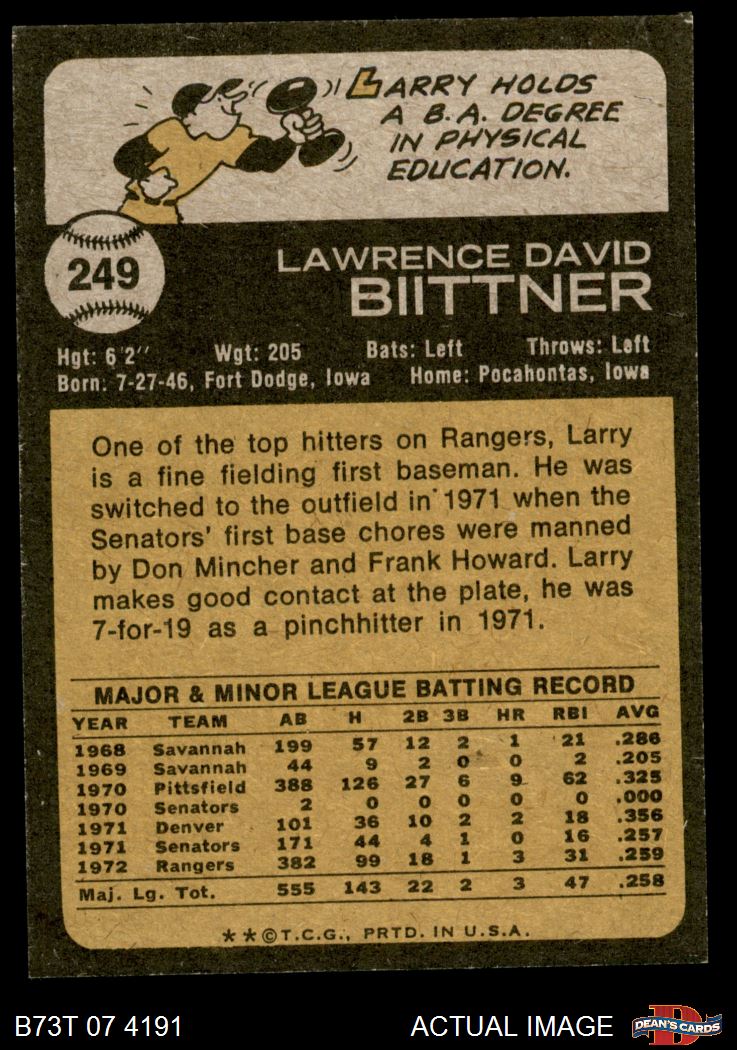 LARRY HOLDS
A B.A. DEGREE
IN PHYSICAL
EDUCATION.
249
LAWRENCE DAVID
BIITTNER
Hgt: 6'2" Wgt: 205 Bats: Left Throws: Left
Born: 7-27-46, Fort Dodge, Iowa Home: Pocahontas, Iowa
One of the top hitters on Rangers, Larry
is a fine fielding first baseman. He was
switched to the outfield in 1971 when the
Senators' first base chores were manned
by Don Mincher and Frank Howard. Larry
makes good contact at the plate, he was
7-for-19 as a pinchhitter in 1971.
MAJOR & MINOR LEAGUE BATTING RECORD
YEAR TEAM AB H 2B 3B HR RBI AVG
1968 Savannah 199 57 12 2 1 21 .286
1969 Savannah 44 9 2 0 0 2 .205
1970 Pittsfield 388 126 27 6 9 62 .325
1970 Senators 2 0 0 0 0 0 .000
1971 Denver 101 36 10 2 2 18 .356
1971 Senators 171 44 4 1 0 16 .257
1972 Rangers 382 99 18 1 3 31 .259
Maj. Lg. Tot. 555 143 22 2 3 47 .258
**©T.C.G., PRTD. IN U.S.A.
B73T 07 4191 ACTUAL IMAGE DEAN'S CARDS